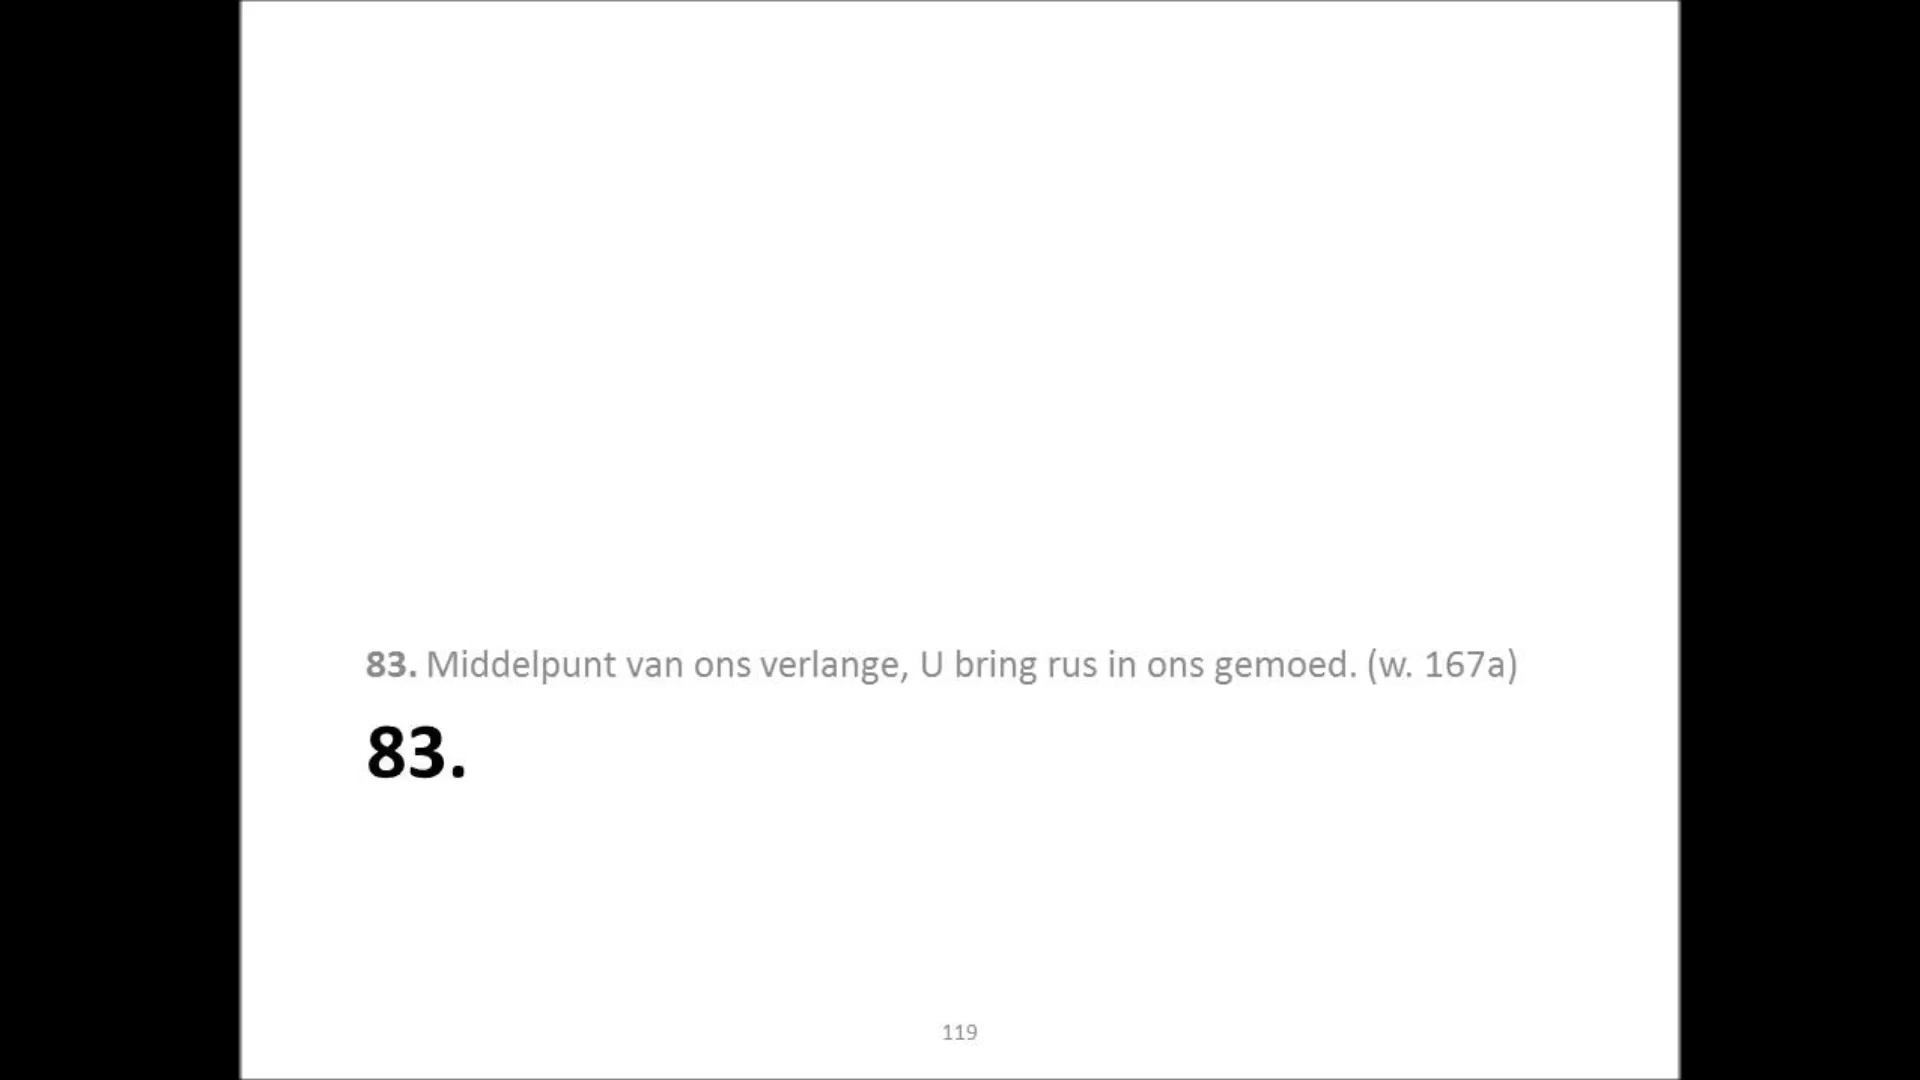 83. Middelpunt van ons verlange, U bring rus in ons gemoed. (w. 167a)
83.
119